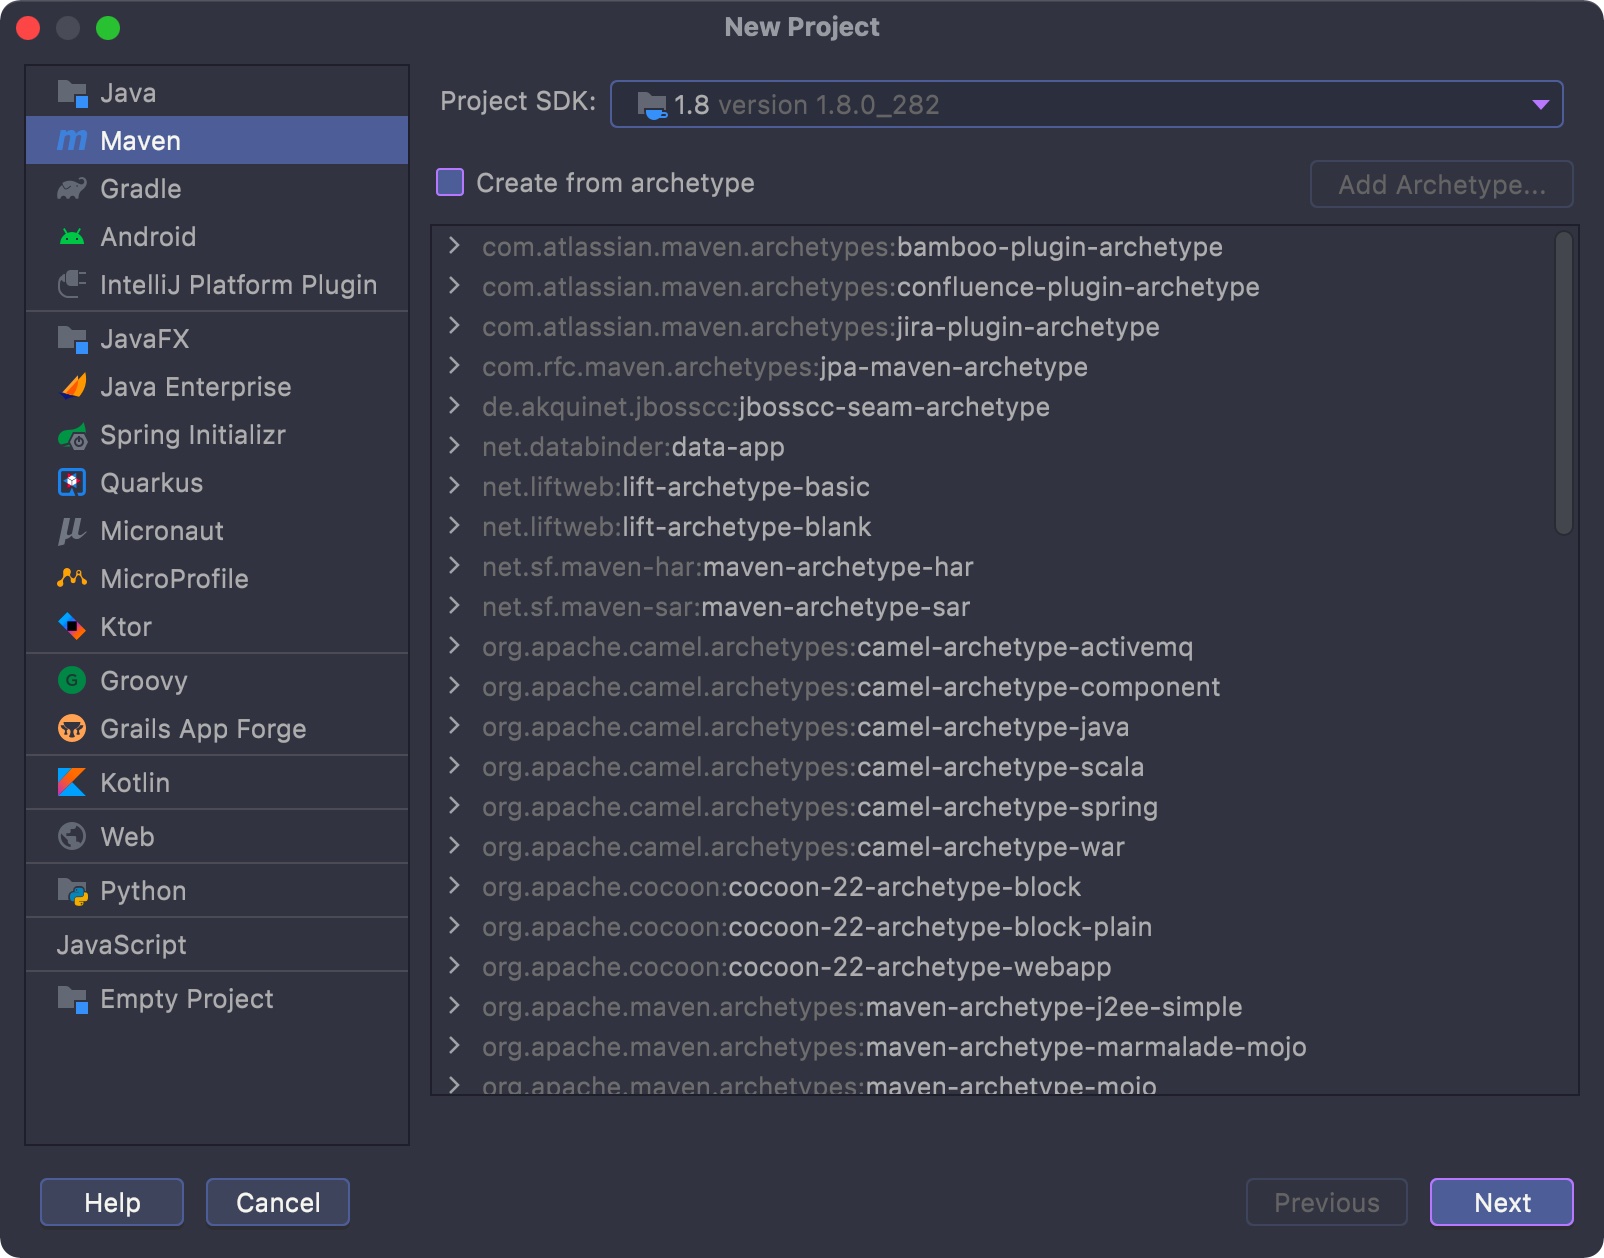 New Project
Java
Maven
Gradle
Android
IntelliJ Platform Plugin
JavaFX
Java Enterprise
Spring Initializr
Quarkus
Micronaut
MicroProfile
Ktor
Groovy
Grails App Forge
Kotlin
Web
Python
JavaScript
Empty Project
Project SDK: 1.8 version 1.8.0_282
Create from archetype
Add Archetype...
com.atlassian.maven.archetypes:bamboo-plugin-archetype
com.atlassian.maven.archetypes:confluence-plugin-archetype
com.atlassian.maven.archetypes:jira-plugin-archetype
com.rfc.maven.archetypes:jpa-maven-archetype
de.akquinet.jbosscc:jbosscc-seam-archetype
net.databinder:data-app
net.liftweb:lift-archetype-basic
net.liftweb:lift-archetype-blank
net.sf.maven-har:maven-archetype-har
net.sf.maven-sar:maven-archetype-sar
org.apache.camel.archetypes:camel-archetype-activemq
org.apache.camel.archetypes:camel-archetype-component
org.apache.camel.archetypes:camel-archetype-java
org.apache.camel.archetypes:camel-archetype-scala
org.apache.camel.archetypes:camel-archetype-spring
org.apache.camel.archetypes:camel-archetype-war
org.apache.cocoon:cocoon-22-archetype-block
org.apache.cocoon:cocoon-22-archetype-block-plain
org.apache.cocoon:cocoon-22-archetype-webapp
org.apache.maven.archetypes:maven-archetype-j2ee-simple
org.apache.maven.archetypes:maven-archetype-marmalade-mojo
org.apache.maven.archetypes:maven-archetype-mojo
Help
Cancel
Previous
Next